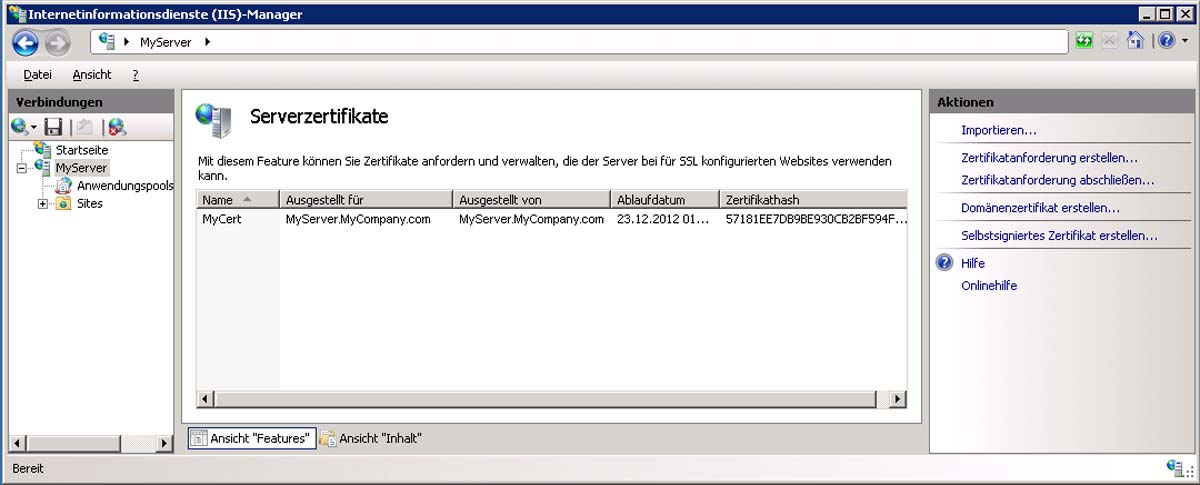 Internetinformationsdienste (IIS)-Manager
MyServer
Datei Ansicht ?
Verbindungen
Startseite
MyServer
Anwendungspools
Sites
Serverzertifikate
Mit diesem Feature können Sie Zertifikate anfordern und verwalten, die der Server bei für SSL konfigurierten Websites verwenden
kann.
Name Ausgestellt für Ausgestellt von Ablaufdatum Zertifikathash
MyCert MyServer.MyCompany.com MyServer.MyCompany.com 23.12.2012 01... 57181EE7DB9BE930CB2BF594F...
Ansicht "Features" Ansicht "Inhalt"
Aktionen
Importieren...
Zertifikatanforderung erstellen...
Zertifikatanforderung abschließen...
Domänenzertifikat erstellen...
Selbstsigniertes Zertifikat erstellen...
Hilfe
Onlinehilfe
Bereit